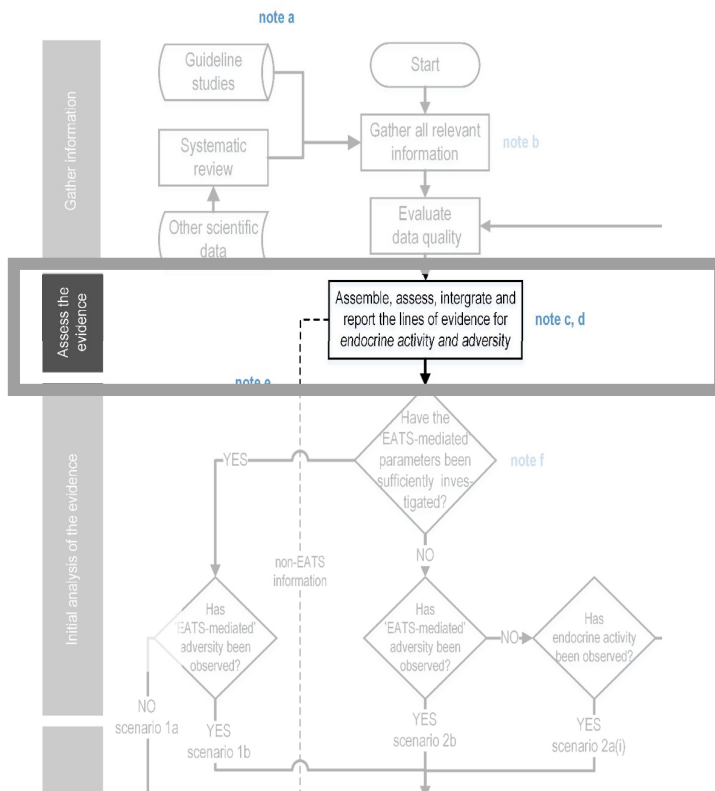 note a
Gather information
Guideline
studies
Start
Systematic
review
Gather all relevant
information
note b
Other scientific
data
Evaluate
data quality
Assess the
evidence
Assemble, assess, intergrate and
report the lines of evidence for
endocrine activity and adversity
note c, d
note e
Initial analysis of the evidence
Have the
'EATS-mediated'
parameters been
sufficiently inves-
tigated?
note f
YES
NO
non-EATS
information
Has
'EATS-mediated'
adversity been
observed?
Has
'EATS-mediated'
adversity been
observed?
NO
Has
endocrine activity
been observed?
NO
scenario 1a
YES
scenario 1b
YES
scenario 2b
YES
scenario 2a(i)